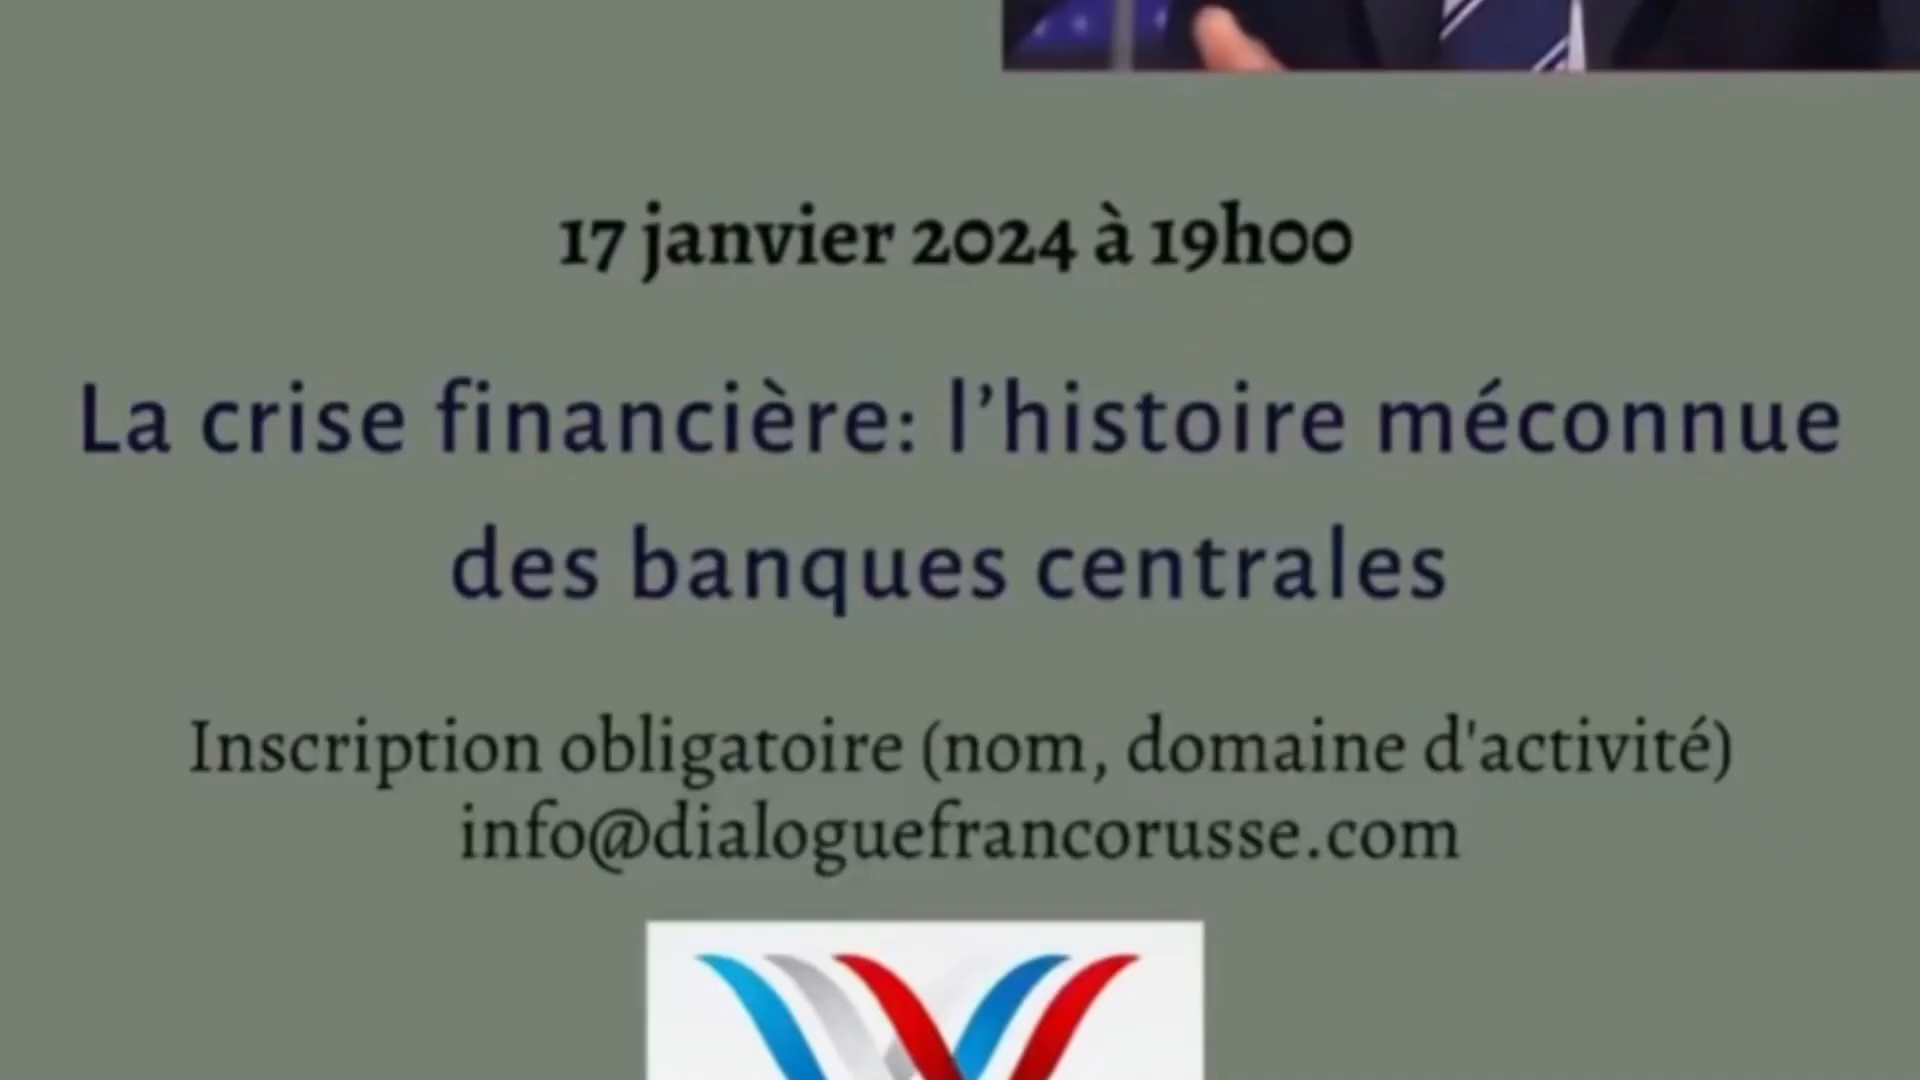 17 janvier 2024 à 19h00
La crise financière: l’histoire méconnue
des banques centrales
Inscription obligatoire (nom, domaine d'activité)
info@dialoguefrancorusse.com